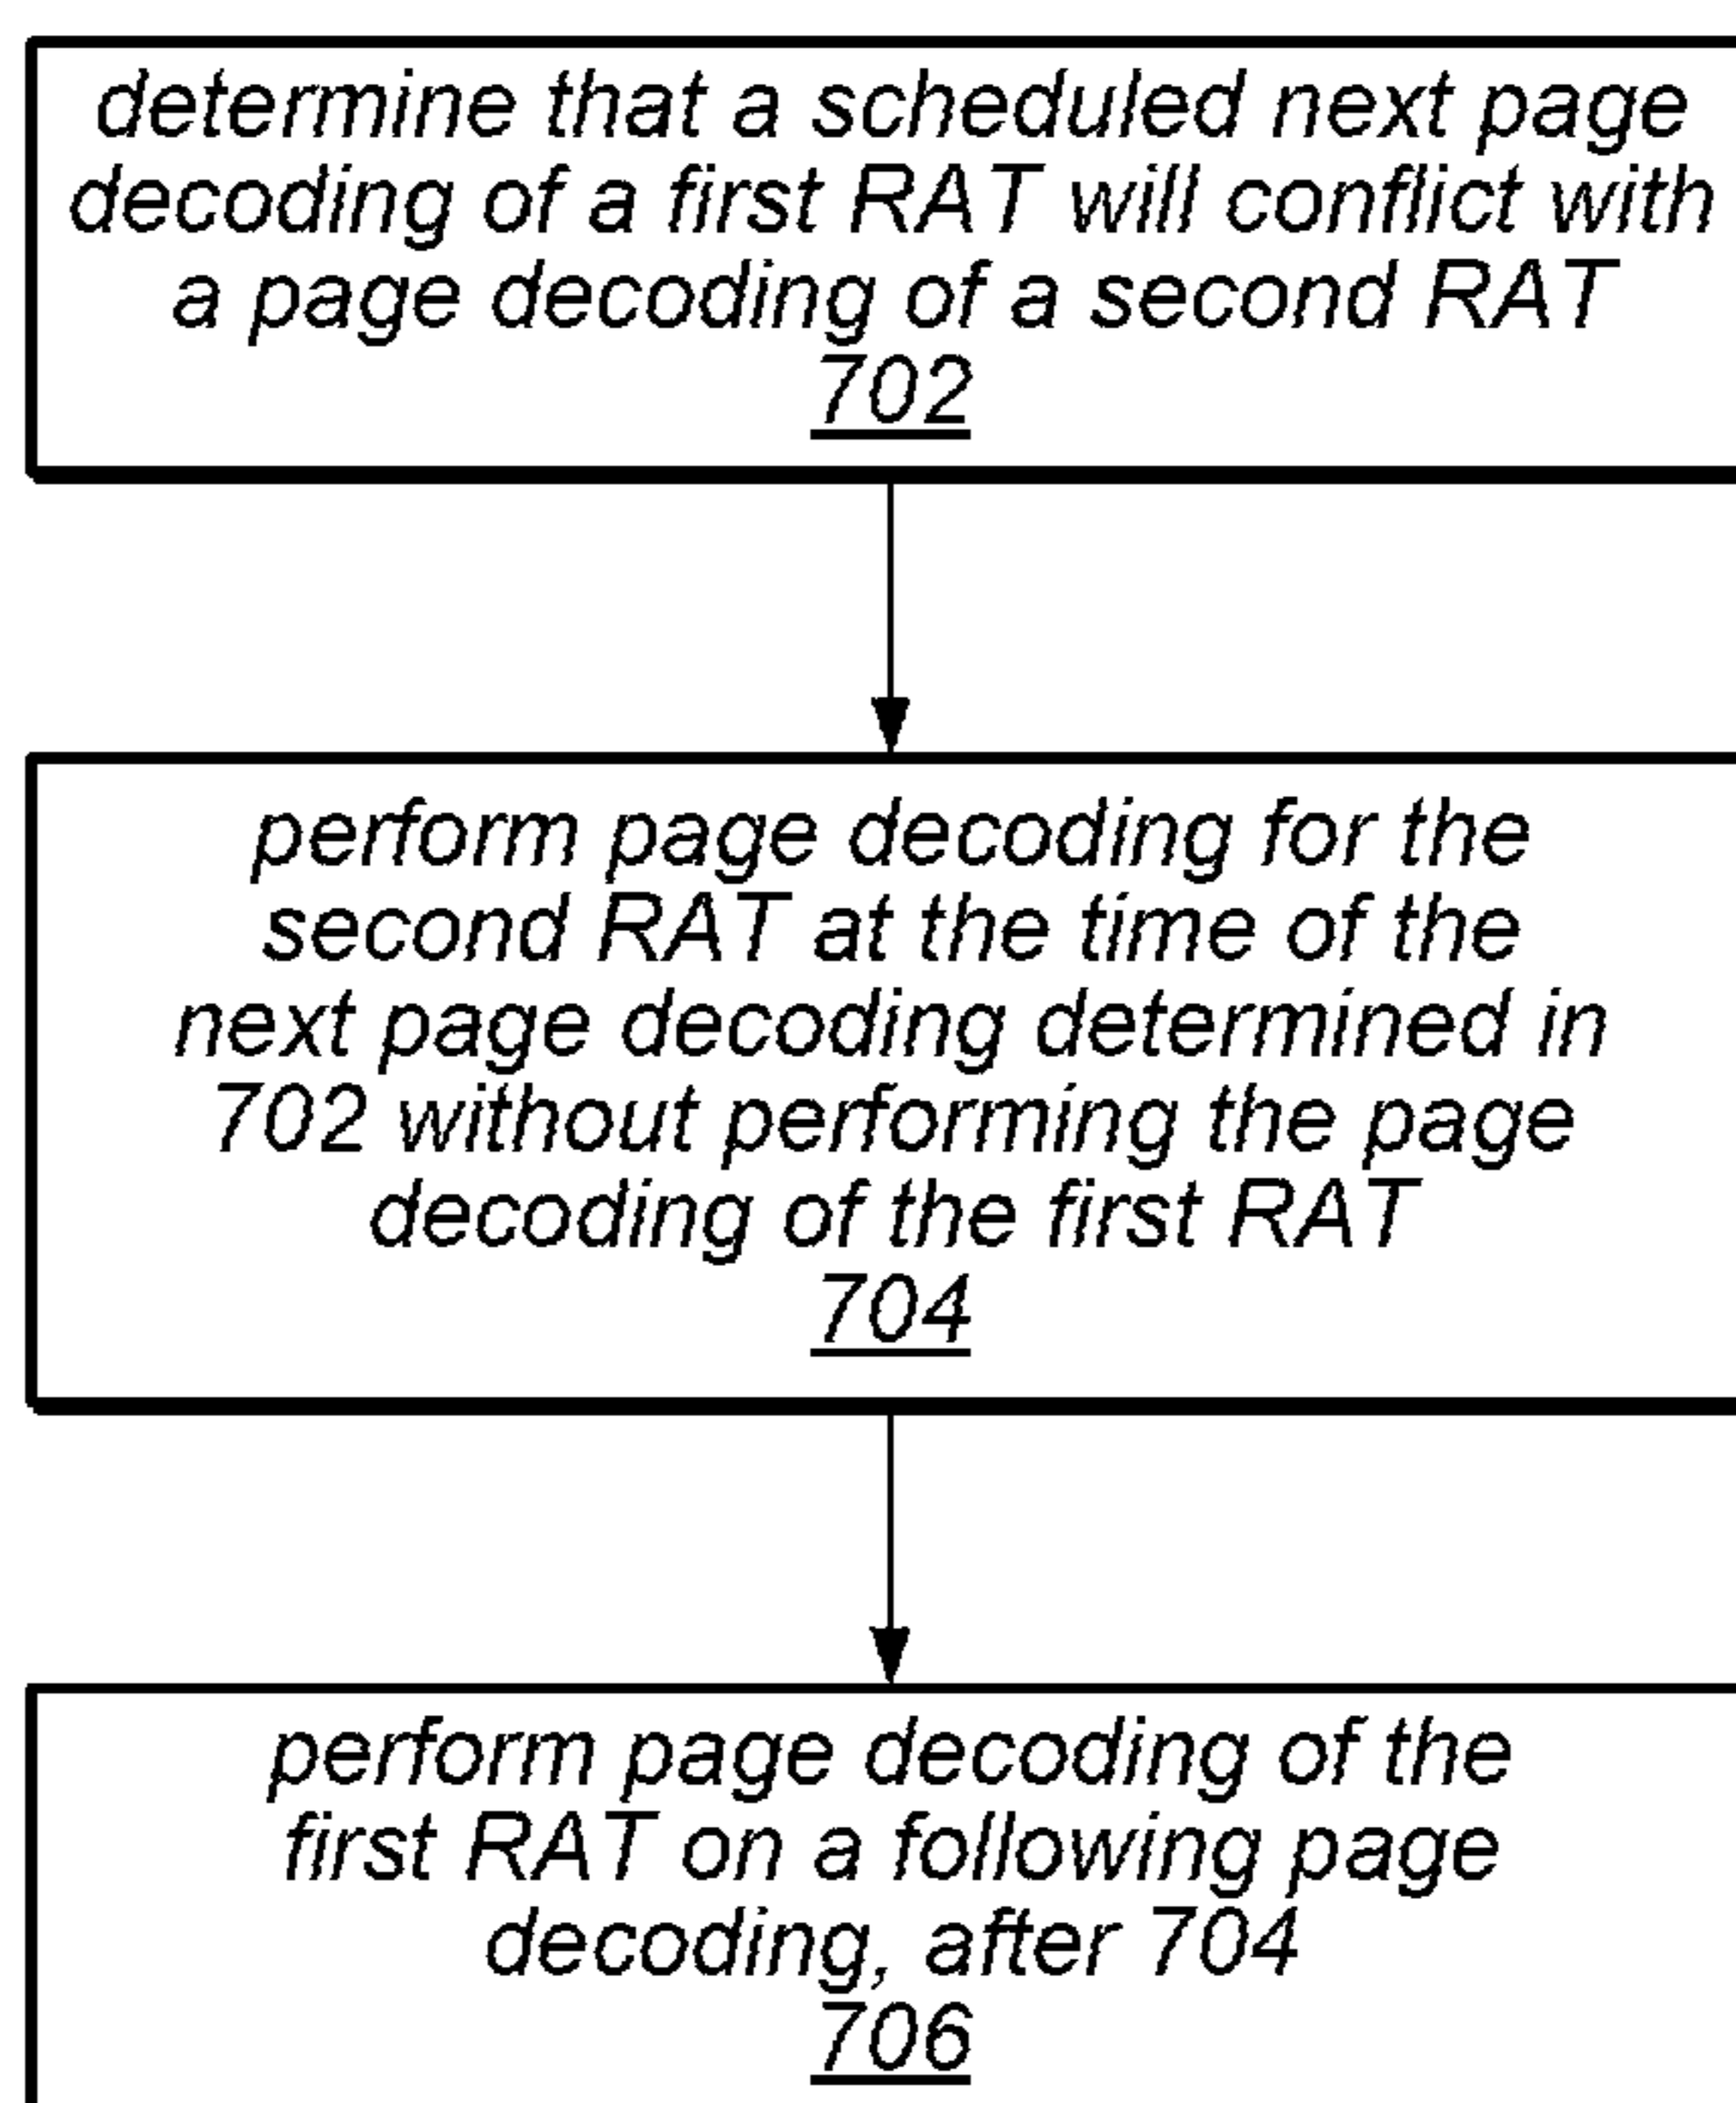 determine that a scheduled next page
decoding of a first RAT will conflict with
a page decoding of a second RAT
702
perform page decoding for the
second RAT at the time of the
next page decoding determined in
702 without performing the page
decoding of the first RAT
704
perform page decoding of the
first RAT on a following page
decoding, after 704
706